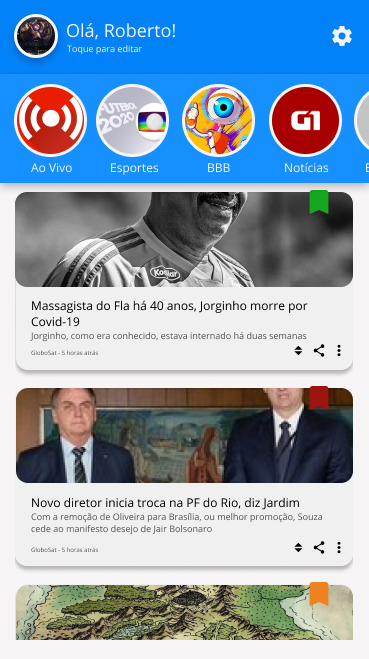 Olá, Roberto!
Toque para editar
FUTEBOL
2020
G1
Ao Vivo
Esportes
BBB
Notícias
Kosilar
Massagista do Fla há 40 anos, Jorginho morre por
Covid-19
Jorginho, como era conhecido, estava internado há duas semanas
GloboSat - 5 horas atrás
Novo diretor inicia troca na PF do Rio, diz Jardim
Com a remoção de Oliveira para Brasília, ou melhor promoção, Souza
cede ao manifesto desejo de Jair Bolsonaro
GloboSat - 5 horas atrás